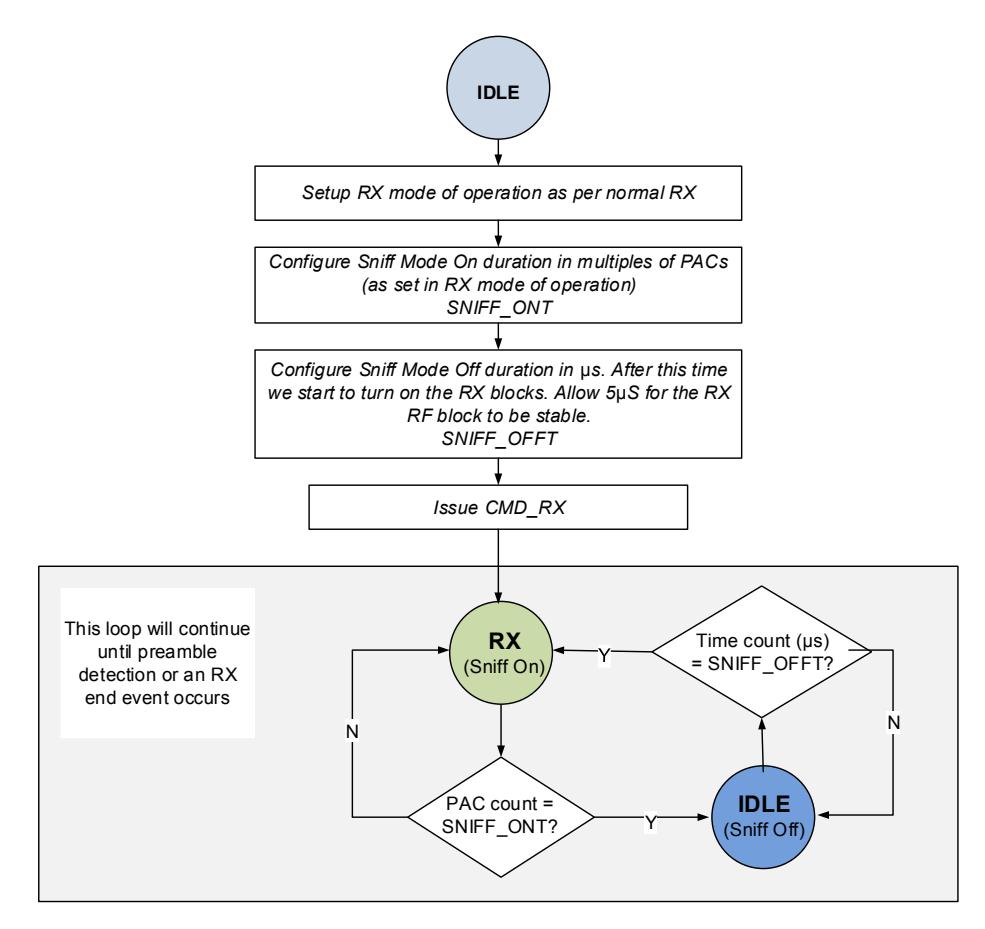 IDLE
Setup RX mode of operation as per normal RX
Configure Sniff Mode On duration in multiples of PACs
(as set in RX mode of operation)
SNIFF_ONT
Configure Sniff Mode Off duration in µs. After this time
we start to turn on the RX blocks. Allow 5µS for the RX
RF block to be stable.
SNIFF_OFFT
Issue CMD_RX
This loop will continue
until preamble
detection or an RX
end event occurs
RX
(Sniff On)
Y
Time count (µs)
= SNIFF_OFFT?
N
N
PAC count =
SNIFF_ONT?
Y
IDLE
(Sniff Off)